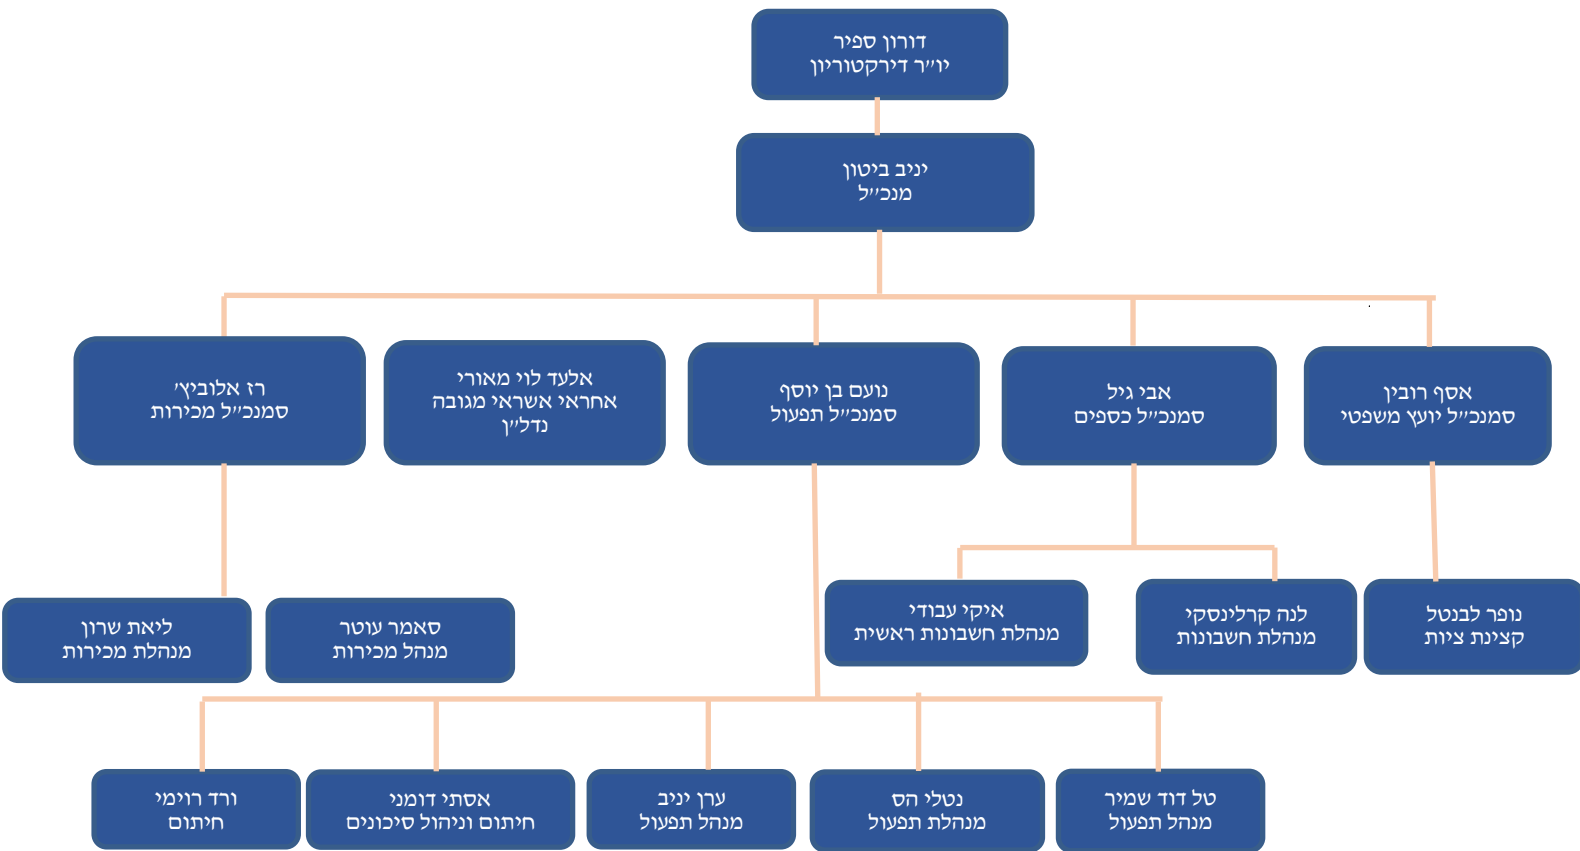 דורון ספיר
יו״ר דירקטוריון
יניב ביטון
מנכ״ל
אסף רובין
סמנכ״ל יועץ משפטי
אבי גיל
סמנכ״ל כספים
נועם בן יוסף
סמנכ״ל תפעול
אלעד לוי מאורי
אחראי אשראי מגובה
נדל״ן
רז אלוביץ׳
סמנכ״ל מכירות
נופר לבנטל
קצינת ציות
לנה קרלינסקי
מנהלת חשבונות
איקי עבודי
מנהלת חשבונות ראשית
סאמר עוטר
מנהל מכירות
ליאת שרון
מנהלת מכירות
טל דוד שמיר
מנהל תפעול
נטלי הס
מנהלת תפעול
ערן יניב
מנהל תפעול
אסתי דומני
חיתום וניהול סיכונים
ורד רוימי
חיתום